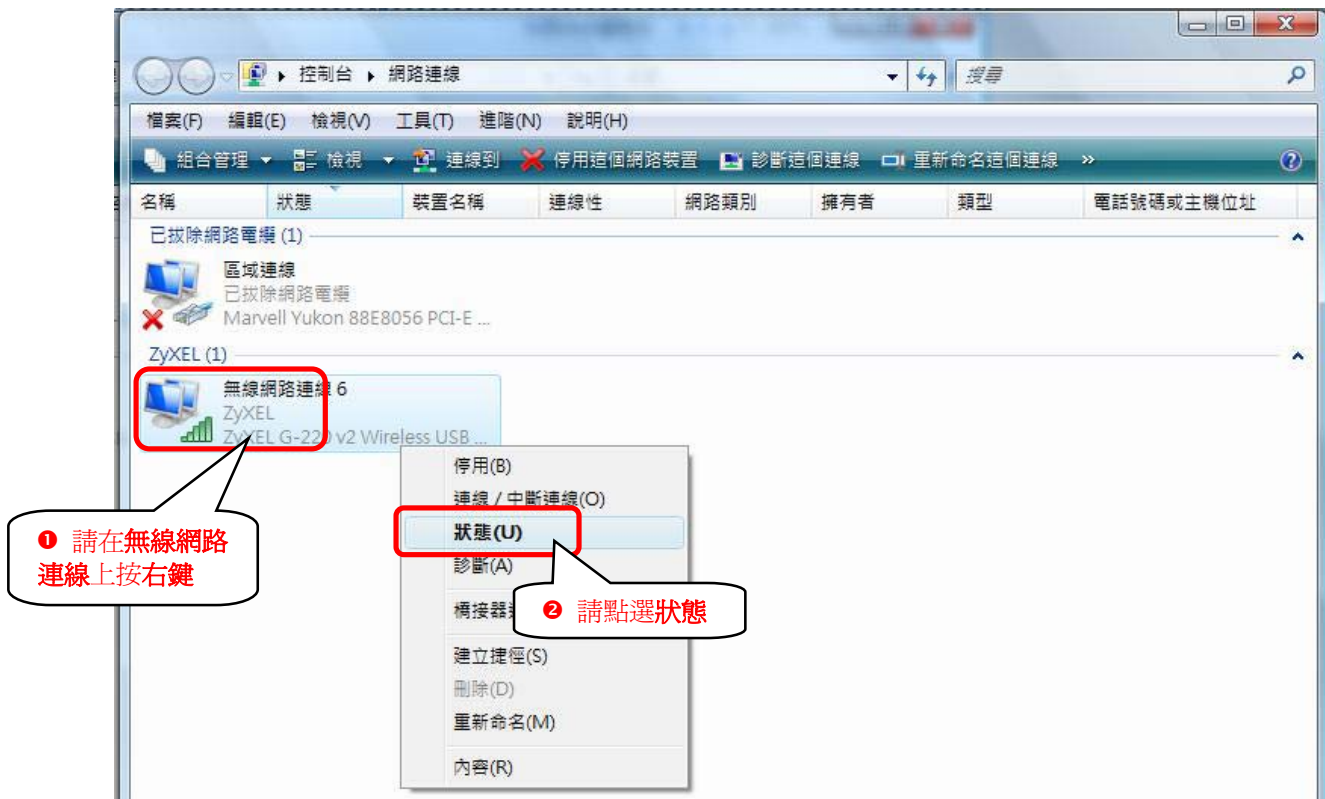 控制台 網路連線 搜尋
檔案(F) 編輯(E) 檢視(V) 工具(T) 進階(N) 說明(H)
組合管理 檢視 連線到 停用這個網路裝置 診斷這個連線 重新命名這個連線 »
名稱 狀態 裝置名稱 連線性 網路類別 擁有者 類型 電話號碼或主機位址
已拔除網路電纜 (1)
區域連線
已拔除網路電纜
Marvell Yukon 88E8056 PCI-E ...
ZyXEL (1)
無線網路連線 6
ZyXEL
ZyXEL G-220 v2 Wireless USB ...
停用(B)
連線 / 中斷連線(O)
狀態(U)
診斷(A)
橋接器
建立捷徑(S)
刪除(D)
重新命名(M)
內容(R)
❶ 請在無線網路
連線上按右鍵
❷ 請點選狀態